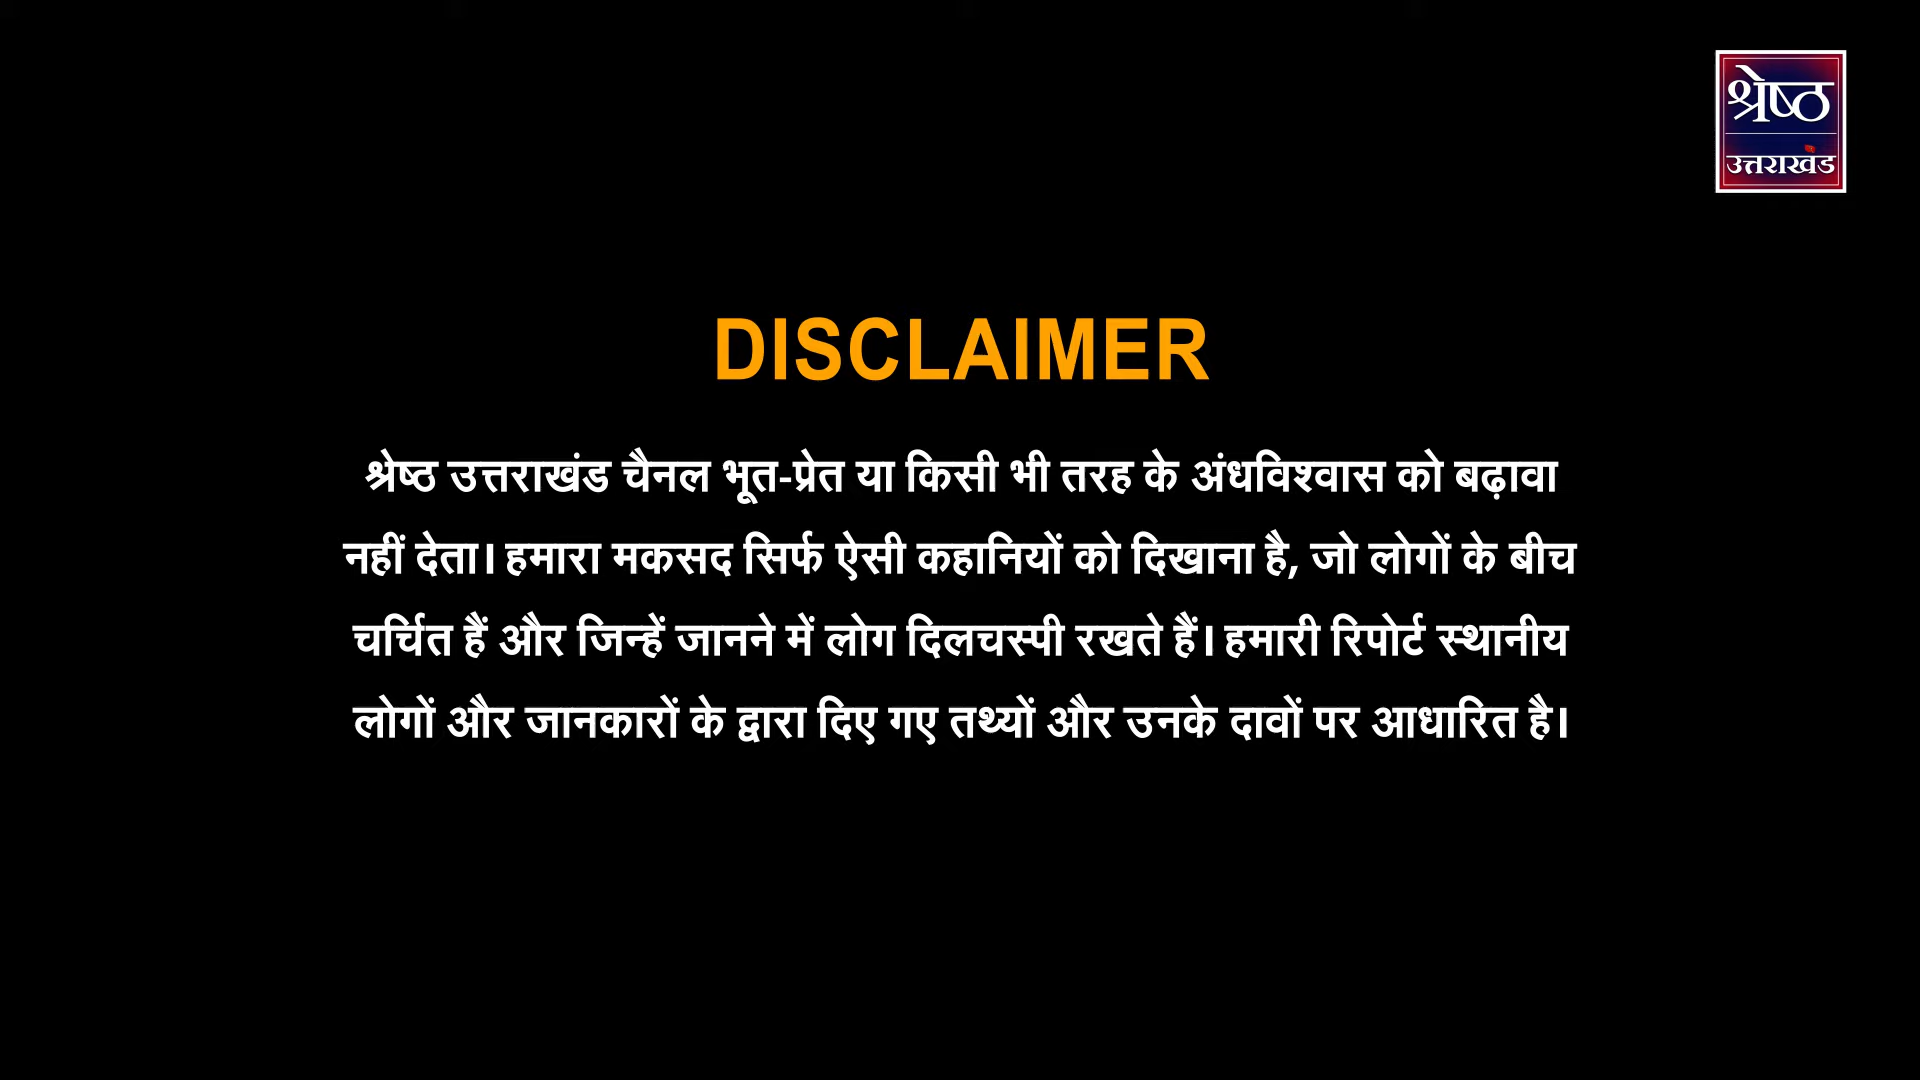 श्रेष्ठ
उत्तराखंड
DISCLAIMER
श्रेष्ठ उत्तराखंड चैनल भूत-प्रेत या किसी भी तरह के अंधविश्वास को बढ़ावा
नहीं देता। हमारा मकसद सिर्फ ऐसी कहानियों को दिखाना है, जो लोगों के बीच
चर्चित हैं और जिन्हें जानने में लोग दिलचस्पी रखते हैं। हमारी रिपोर्ट स्थानीय
लोगों और जानकारों के द्वारा दिए गए तथ्यों और उनके दावों पर आधारित है।